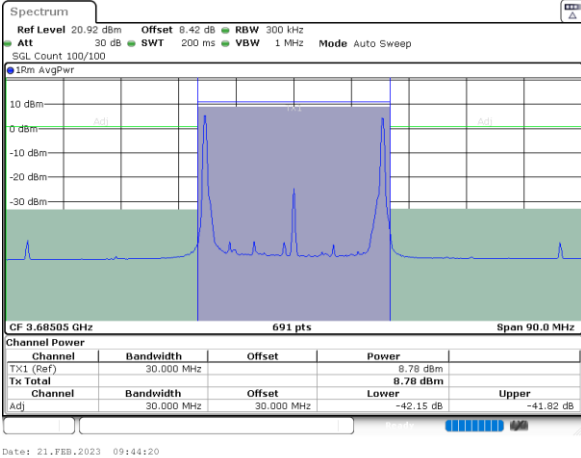 Spectrum
Ref Level 20.92 dBm Offset 8.42 dB RBW 300 kHz
Att 30 dB SWT 200 ms VBW 1 MHz Mode Auto Sweep
SGL Count 100/100
1Rm AvgPwr
10 dBm
Adj Adj
0 dBm
-10 dBm
-20 dBm
-30 dBm
CF 3.68505 GHz 691 pts Span 90.0 MHz
Channel Power
Channel Bandwidth Offset Power
TX1 (Ref) 30.000 MHz 8.78 dBm
Tx Total 8.78 dBm
Channel Bandwidth Offset Lower Upper
Adj 30.000 MHz 30.000 MHz -42.15 dB -41.82 dB
Ready
Date: 21.FEB.2023 09:44:20